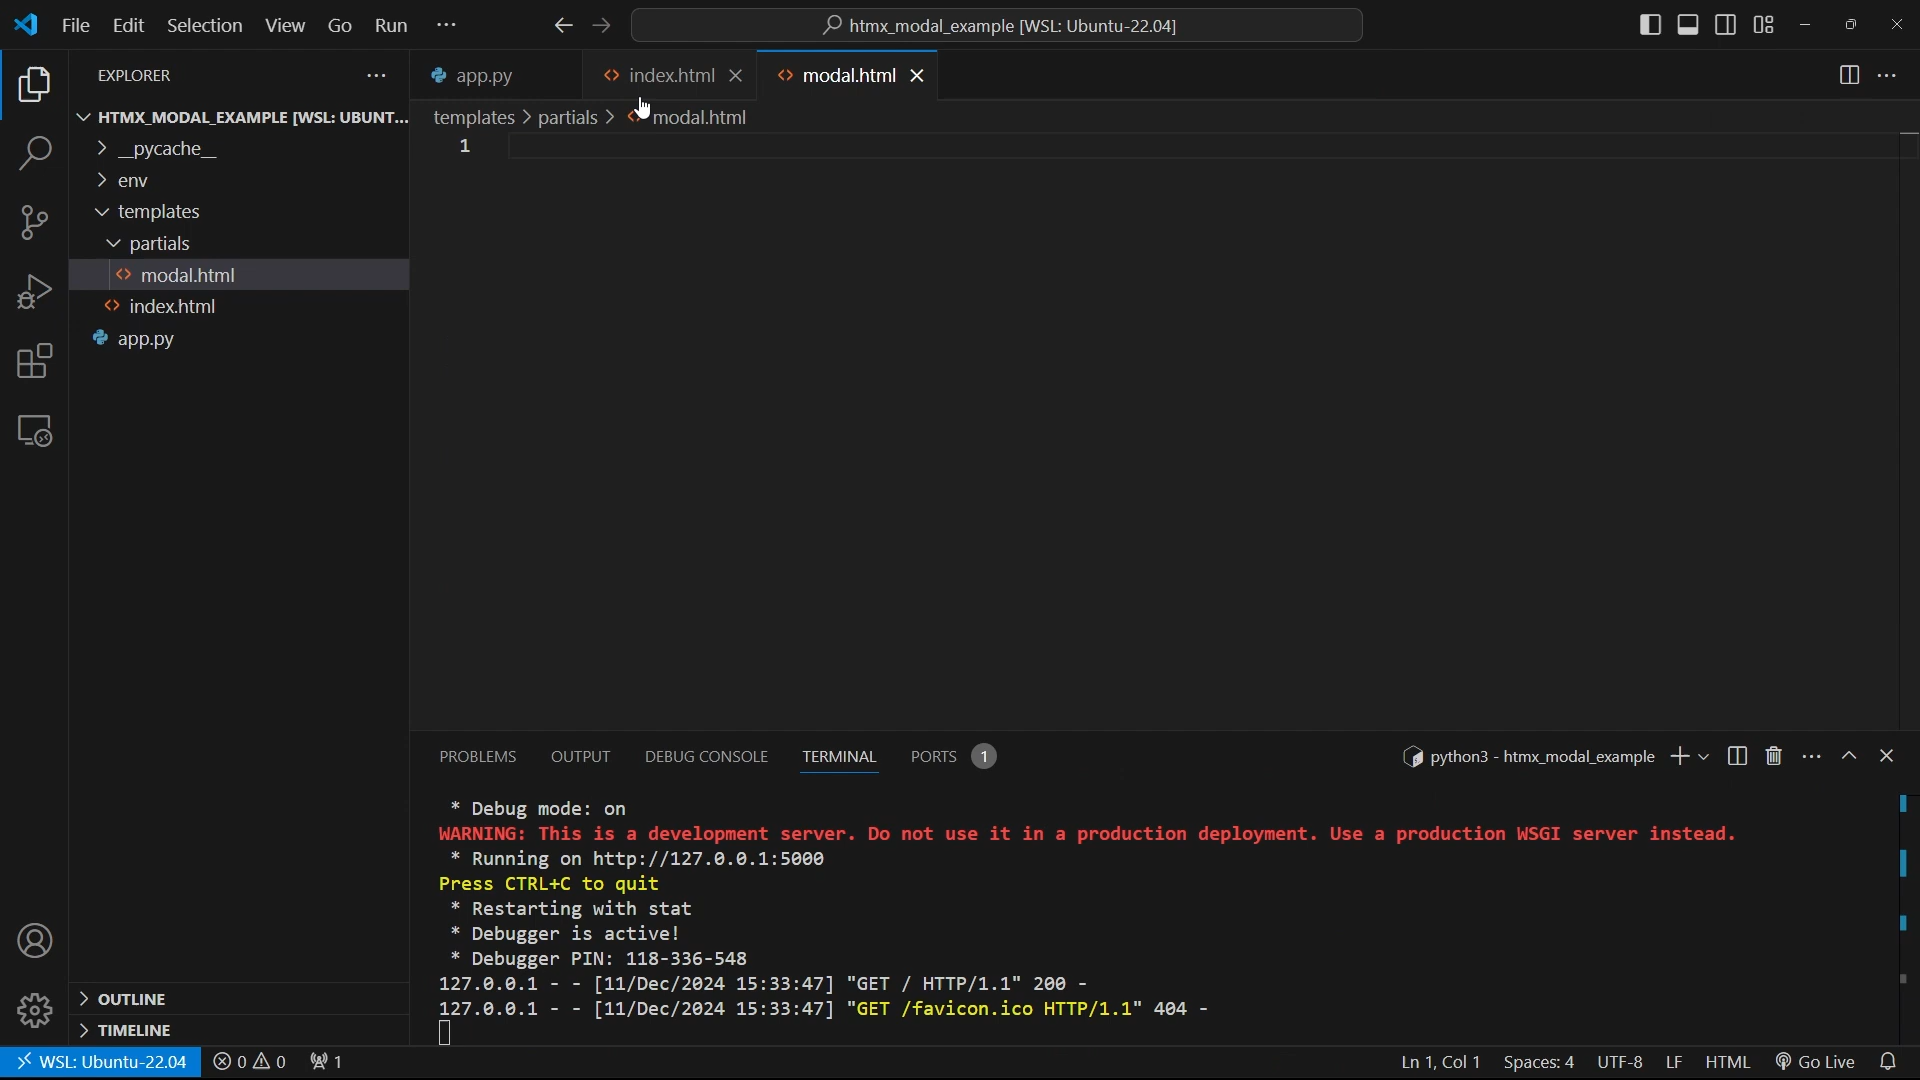 File Edit Selection View Go Run ···
htmx_modal_example [WSL: Ubuntu-22.04]
EXPLORER
app.py
index.html
modal.html
HTMX_MODAL_EXAMPLE [WSL: UBUNT...
templates > partials > modal.html
1
__pycache__
env
templates
partials
modal.html
index.html
app.py
PROBLEMS OUTPUT DEBUG CONSOLE TERMINAL PORTS 1
python3 - htmx_modal_example
* Debug mode: on
WARNING: This is a development server. Do not use it in a production deployment. Use a production WSGI server instead.
* Running on http://127.0.0.1:5000
Press CTRL+C to quit
* Restarting with stat
* Debugger is active!
* Debugger PIN: 118-336-548
127.0.0.1 - - [11/Dec/2024 15:33:47] "GET / HTTP/1.1" 200 -
127.0.0.1 - - [11/Dec/2024 15:33:47] "GET /favicon.ico HTTP/1.1" 404 -
OUTLINE
TIMELINE
WSL: Ubuntu-22.04 0 0 1
Ln 1, Col 1 Spaces: 4 UTF-8 LF HTML Go Live